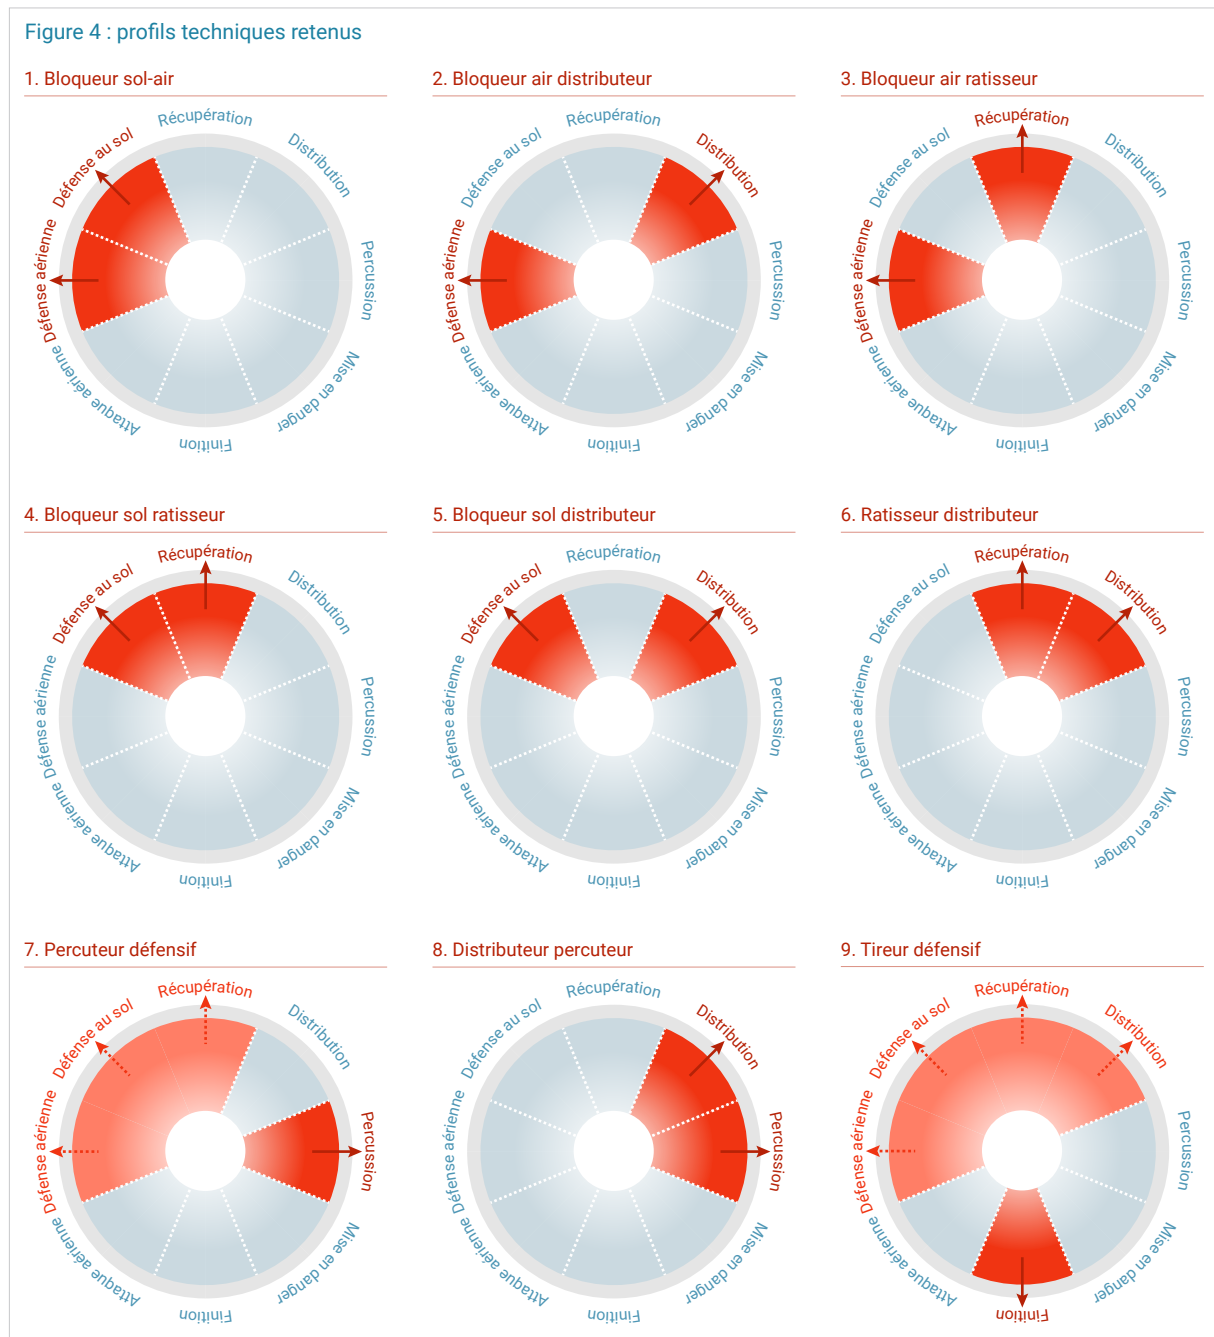 Figure 4 : profils techniques retenus
1. Bloqueur sol-air
Récupération
Distribution
Percussion
Mise en danger
Finition
Attaque aérienne
Défense aérienne
Défense au sol
2. Bloqueur air distributeur
Récupération
Distribution
Percussion
Mise en danger
Finition
Attaque aérienne
Défense aérienne
Défense au sol
3. Bloqueur air ratisseur
Récupération
Distribution
Percussion
Mise en danger
Finition
Attaque aérienne
Défense aérienne
Défense au sol
4. Bloqueur sol ratisseur
Récupération
Distribution
Percussion
Mise en danger
Finition
Attaque aérienne
Défense aérienne
Défense au sol
5. Bloqueur sol distributeur
Récupération
Distribution
Percussion
Mise en danger
Finition
Attaque aérienne
Défense aérienne
Défense au sol
6. Ratisseur distributeur
Récupération
Distribution
Percussion
Mise en danger
Finition
Attaque aérienne
Défense aérienne
Défense au sol
7. Percuteur défensif
Récupération
Distribution
Percussion
Mise en danger
Finition
Attaque aérienne
Défense aérienne
Défense au sol
8. Distributeur percuteur
Récupération
Distribution
Percussion
Mise en danger
Finition
Attaque aérienne
Défense aérienne
Défense au sol
9. Tireur défensif
Récupération
Distribution
Percussion
Mise en danger
Finition
Attaque aérienne
Défense aérienne
Défense au sol